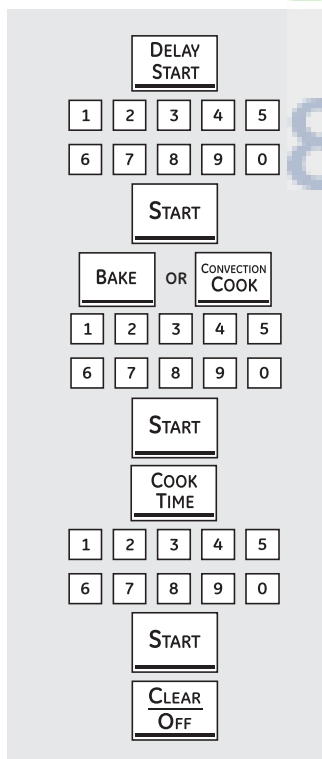 DELAY
START
1 2 3 4 5
6 7 8 9 0
START
BAKE OR CONVECTION COOK
1 2 3 4 5
6 7 8 9 0
START
COOK
TIME
1 2 3 4 5
6 7 8 9 0
START
CLEAR
OFF
8